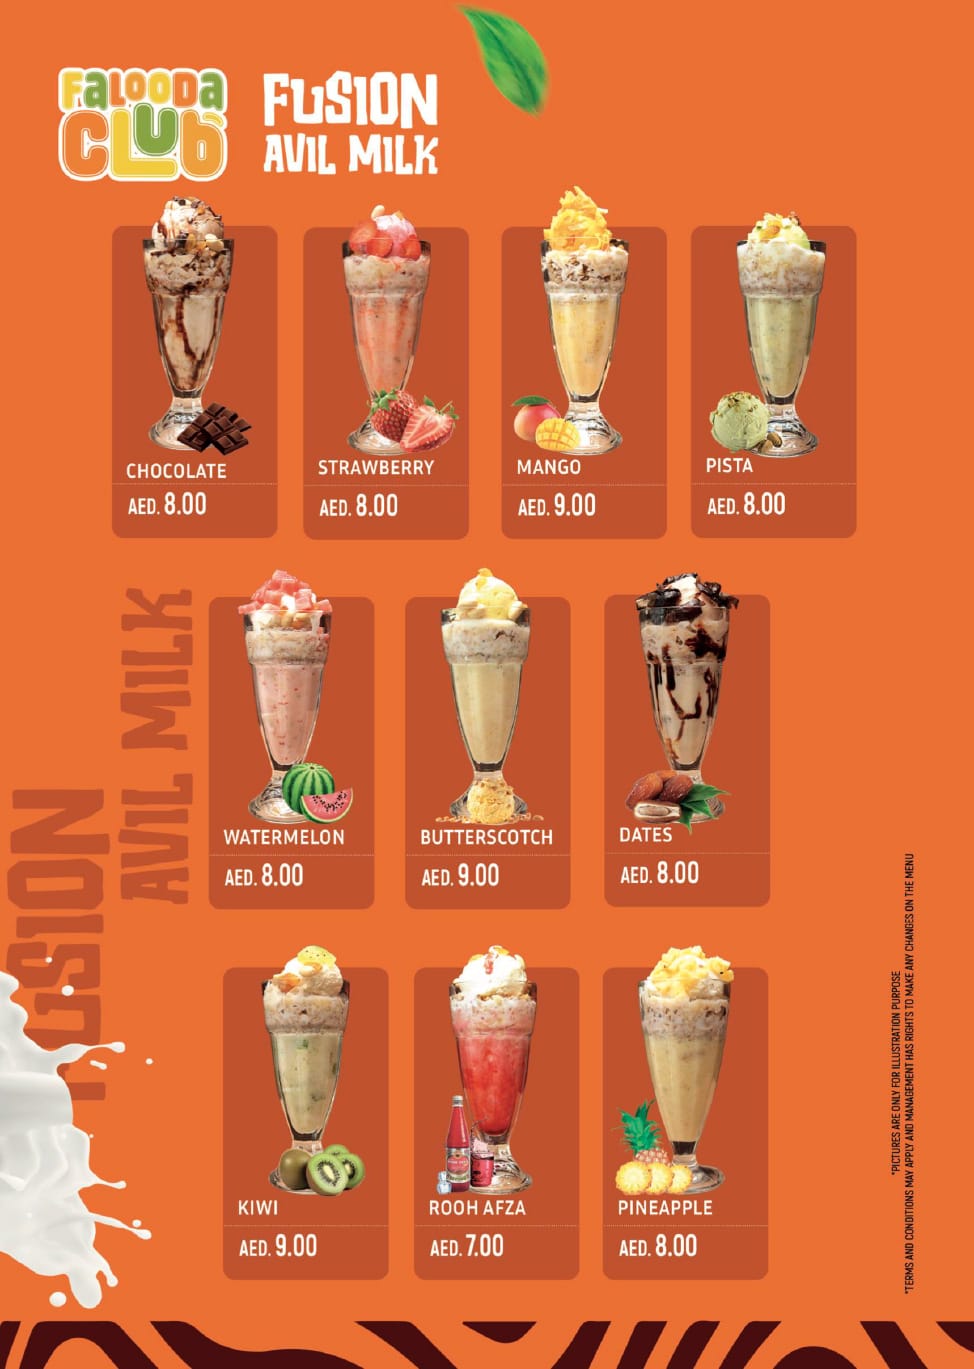 FALOODA
CLUB
FUSION
AVIL MILK
CHOCOLATE
AED. 8.00
STRAWBERRY
AED. 8.00
MANGO
AED. 9.00
PISTA
AED. 8.00
FUSION
AVIL MILK
WATERMELON
AED. 8.00
BUTTERSCOTCH
AED. 9.00
DATES
AED. 8.00
KIWI
AED. 9.00
ROOH AFZA
AED. 7.00
PINEAPPLE
AED. 8.00
*PICTURES ARE ONLY FOR ILLUSTRATION PURPOSE
*TERMS AND CONDITIONS MAY APPLY AND MANAGEMENT HAS RIGHTS TO MAKE ANY CHANGES ON THE MENU